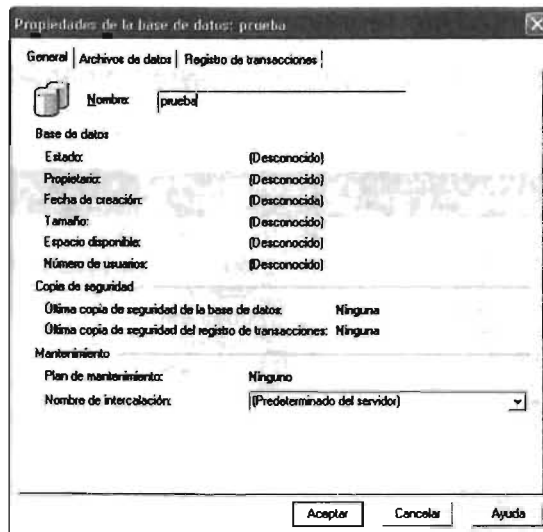 Propiedades de la base de datos: prueba
General Archivos de datos Registro de transacciones
Nombre: prueba
Base de datos
Estado: (Desconocido)
Propietario: (Desconocido)
Fecha de creación: (Desconocida)
Tamaño: (Desconocido)
Espacio disponible: (Desconocido)
Número de usuarios: (Desconocido)
Copia de seguridad
Última copia de seguridad de la base de datos: Ninguna
Última copia de seguridad del registro de transacciones: Ninguna
Mantenimiento
Plan de mantenimiento: Ninguno
Nombre de intercalación: (Predeterminado del servidor)
Aceptar Cancelar Ayuda